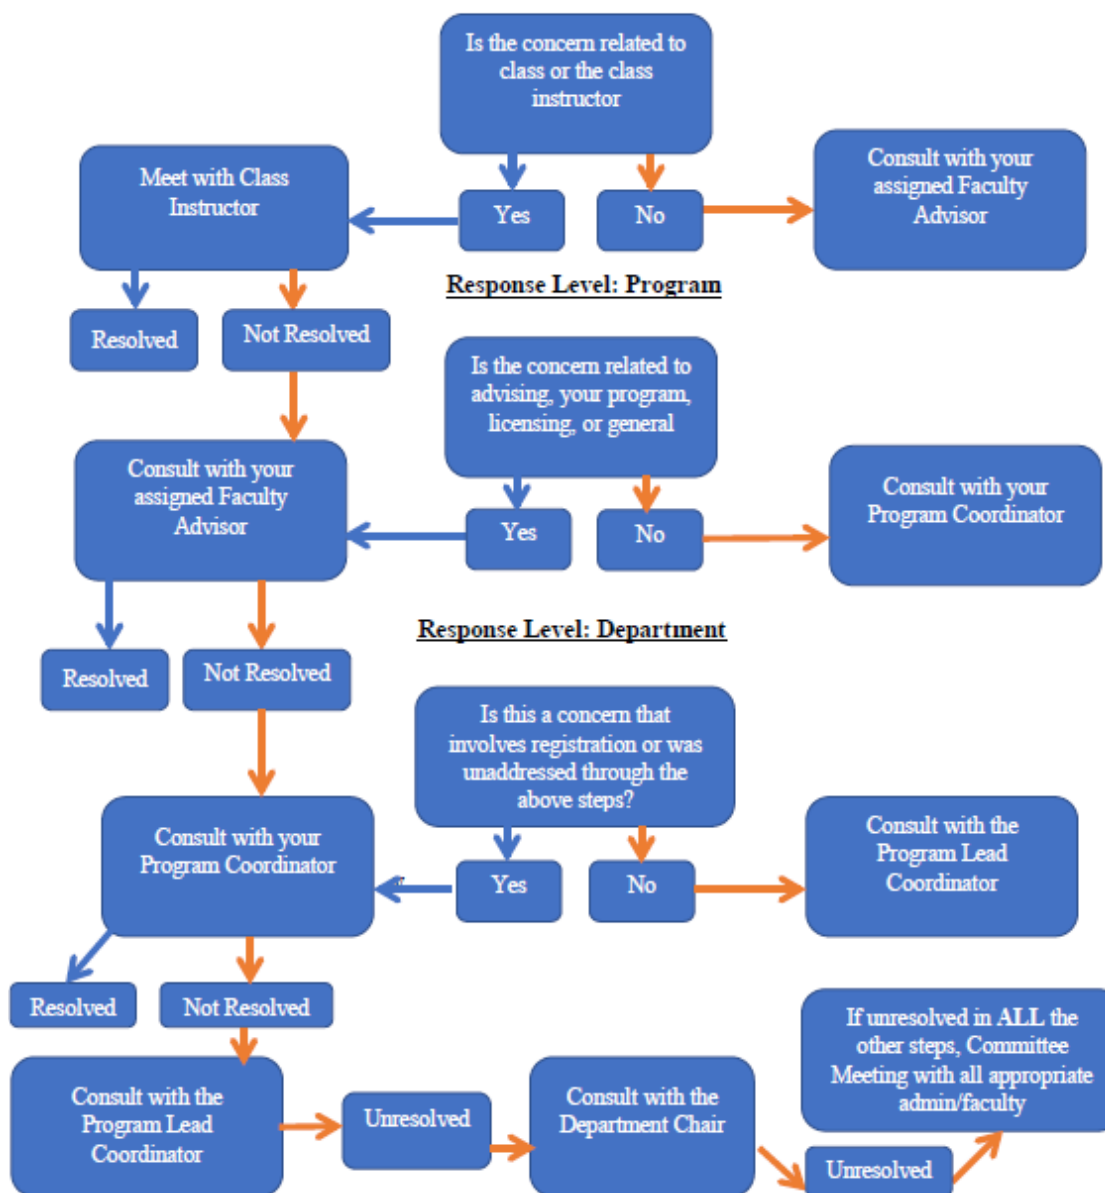 Is the concern related to
class or the class
instructor
Meet with Class
Instructor
Yes
No
Consult with your
assigned Faculty
Advisor
Response Level: Program
Resolved
Not Resolved
Is the concern related to
advising, your program,
licensing, or general
Consult with your
assigned Faculty
Advisor
Yes
No
Consult with your
Program Coordinator
Response Level: Department
Resolved
Not Resolved
Is this a concern that
involves registration or was
unaddressed through the
above steps?
Consult with your
Program Coordinator
Yes
No
Consult with the
Program Lead
Coordinator
Resolved
Not Resolved
If unresolved in ALL the
other steps, Committee
Meeting with all appropriate
admin/faculty
Consult with the
Program Lead
Coordinator
Unresolved
Consult with the
Department Chair
Unresolved